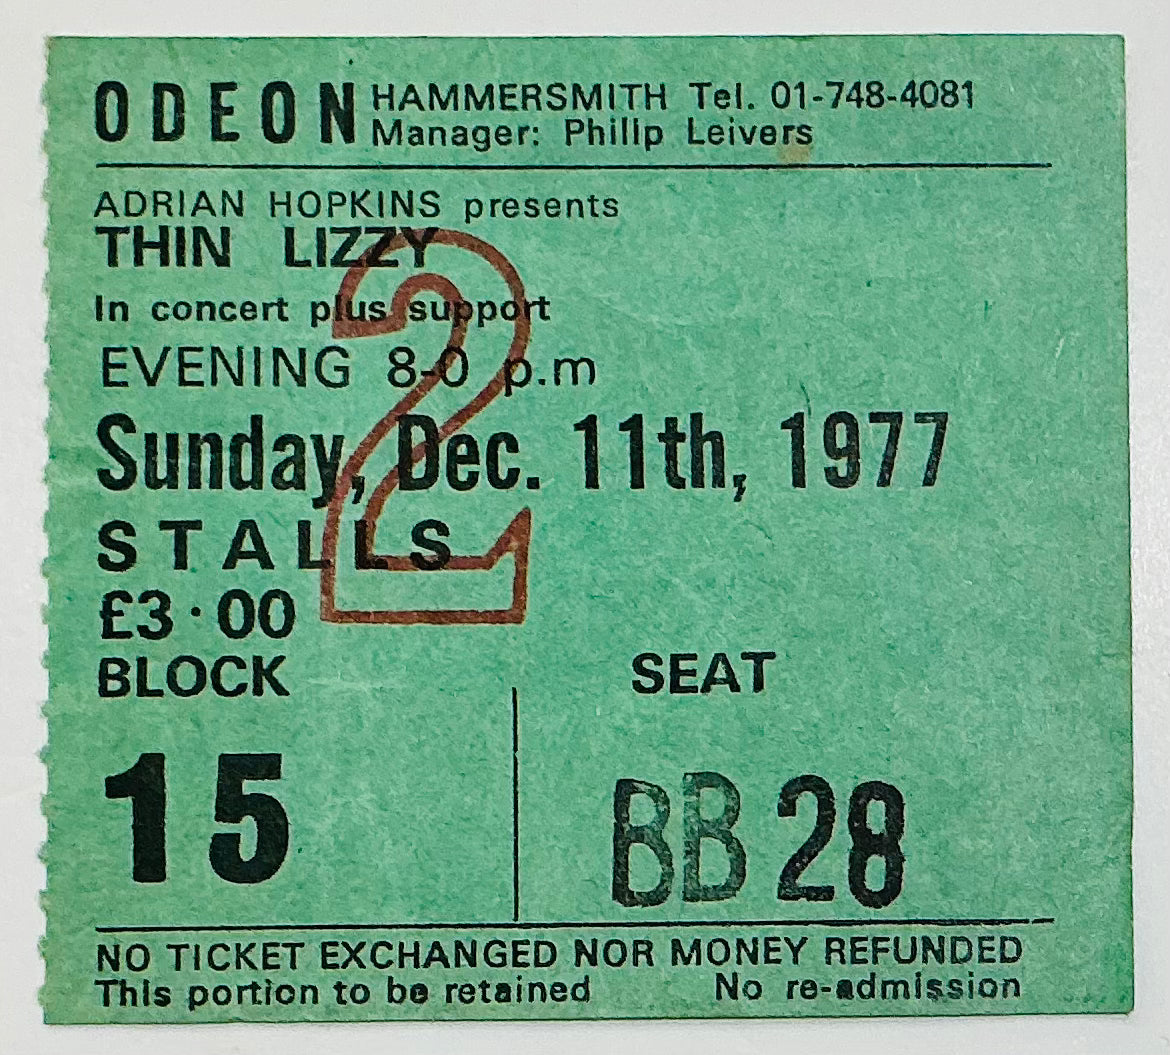 ODEON HAMMERSMITH Tel. 01-748-4081
Manager: Philip Leivers
ADRIAN HOPKINS presents
THIN LIZZY
In concert plus support
EVENING 8-0 p.m
Sunday, Dec. 11th, 1977
STALLS
£3·00
2
BLOCK SEAT
15 BB 28
NO TICKET EXCHANGED NOR MONEY REFUNDED
This portion to be retained No re-admission